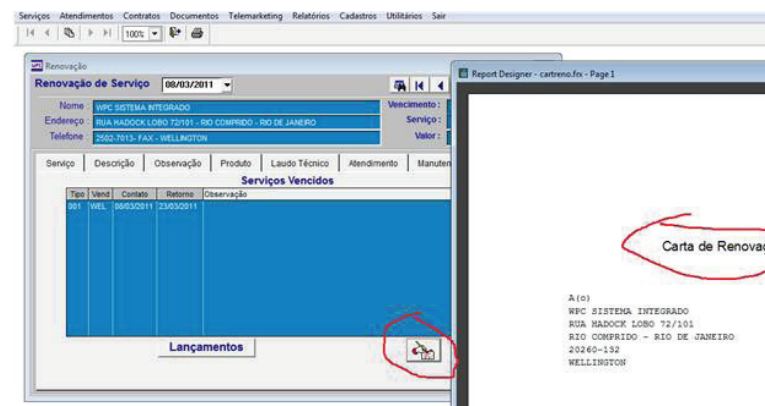 Serviços Atendimentos Contratos Documentos Telemarketing Relatórios Cadastros Utilitários Sair
100%
Renovação
Renovação de Serviço 08/03/2011
Nome : WPC SISTEMA INTEGRADO Vencimento :
Endereço : RUA HADOCK LOBO 72/101 - RIO COMPRIDO - RIO DE JANEIRO Serviço :
Telefone 2502-7013- FAX - WELLINGTON Valor :
Serviço Descrição Observação Produto Laudo Técnico Atendimento Manuten
Serviços Vencidos
Tipo Vend Contato Retorno Observação
001 WEL 08/03/2011 23/03/2011
Lançamentos
Report Designer - cartreno.frx - Page 1
Carta de Renovaç
A(o)
WPC SISTEMA INTEGRADO
RUA HADOCK LOBO 72/101
RIO COMPRIDO - RIO DE JANEIRO
20260-132
WELLINGTON